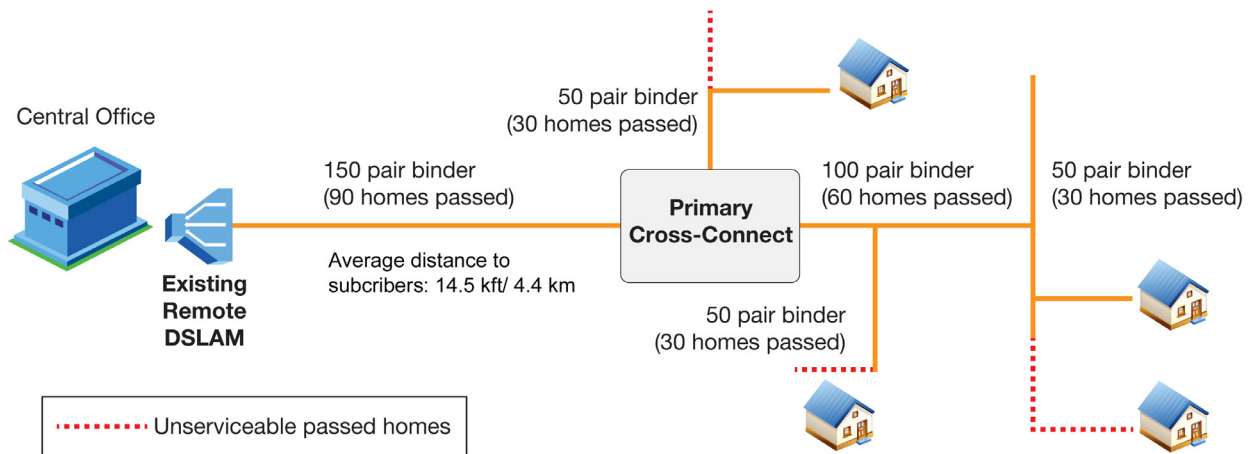 Central Office
Existing
Remote
DSLAM
150 pair binder
(90 homes passed)
Average distance to
subcribers: 14.5 kft/ 4.4 km
50 pair binder
(30 homes passed)
Primary
Cross-Connect
100 pair binder
(60 homes passed)
50 pair binder
(30 homes passed)
50 pair binder
(30 homes passed)
Unserviceable passed homes